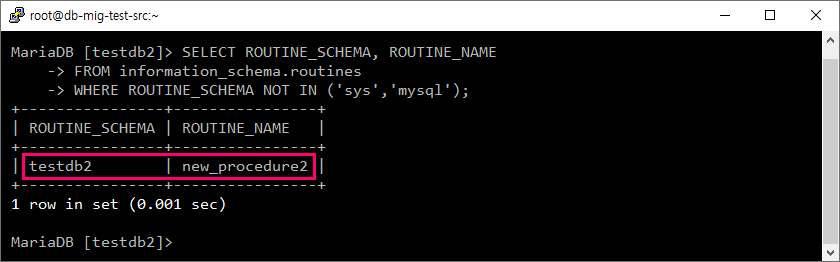 root@db-mig-test-src:~
MariaDB [testdb2]> SELECT ROUTINE_SCHEMA, ROUTINE_NAME
    -> FROM information_schema.routines
    -> WHERE ROUTINE_SCHEMA NOT IN ('sys','mysql');
+----------------+----------------+
| ROUTINE_SCHEMA | ROUTINE_NAME   |
+----------------+----------------+
| testdb2        | new_procedure2 |
+----------------+----------------+
1 row in set (0.001 sec)
MariaDB [testdb2]>